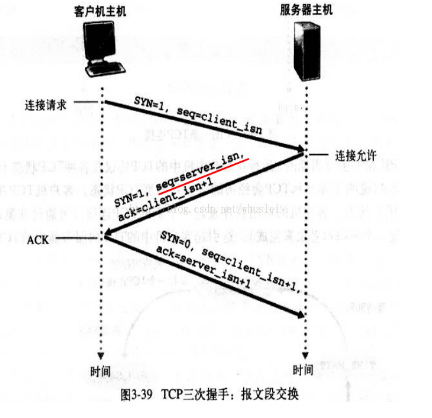 客户机主机
服务器主机
连接请求
SYN=1, seq=client_isn
连接允许
SYN=1, seq=server_isn,
ack=client_isn+1
ACK
SYN=0, seq=client_isn+1,
ack=server_isn+1
时间
时间
图3-39 TCP三次握手:报文段交换